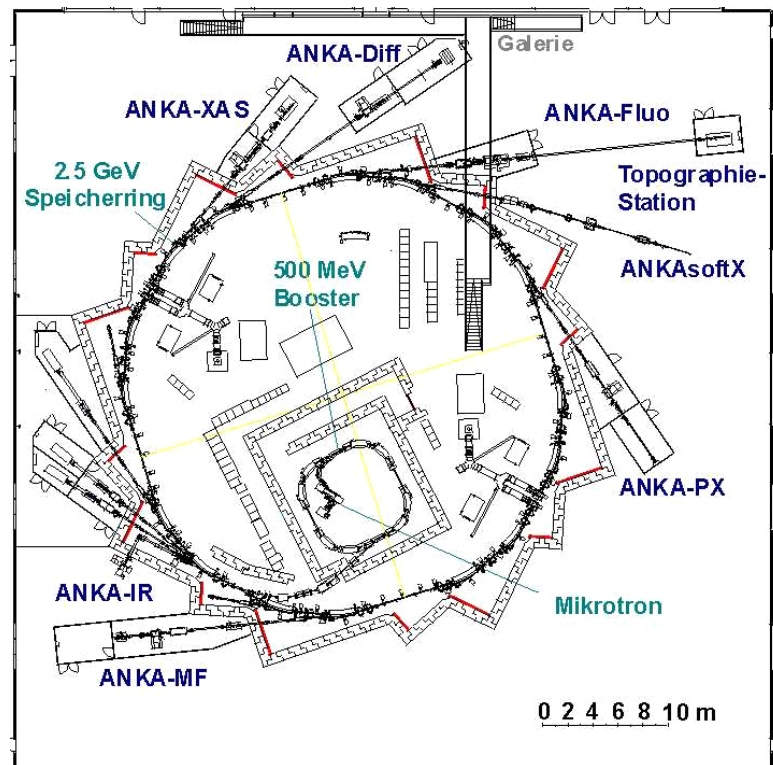 Galerie
ANKA-Diff
ANKA-XAS
ANKA-Fluo
2.5 GeV
Speicherring
Topographie-
Station
ANKAsoftX
500 MeV
Booster
ANKA-PX
ANKA-IR
Mikrotron
ANKA-MF
0 2 4 6 8 10 m